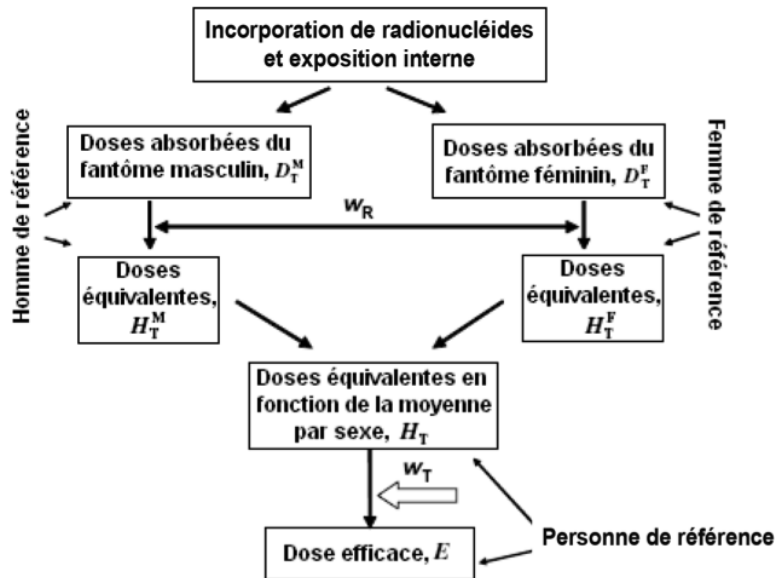 Incorporation de radionucléides
et exposition interne
Homme de référence
Doses absorbées du
fantôme masculin, D_T^M
Doses absorbées du
fantôme féminin, D_T^F
Femme de référence
w_R
Doses
équivalentes,
H_T^M
Doses
équivalentes,
H_T^F
Doses équivalentes en
fonction de la moyenne
par sexe, H_T
w_T
Dose efficace, E
Personne de référence